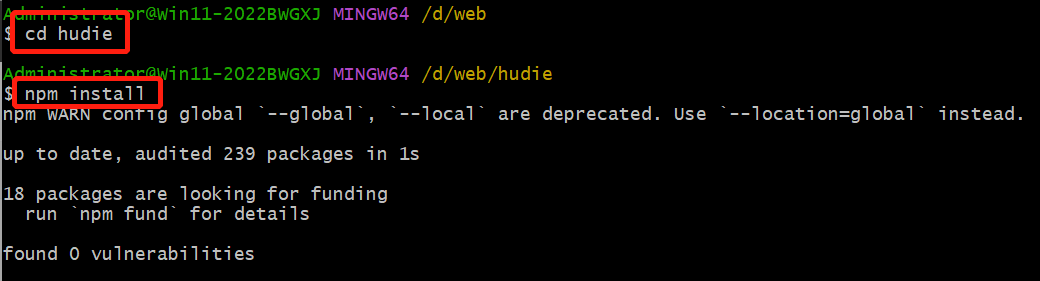 Administrator@Win11-2022BWGXJ MINGW64 /d/web
$ cd hudie
Administrator@Win11-2022BWGXJ MINGW64 /d/web/hudie
$ npm install
npm WARN config global `--global`, `--local` are deprecated. Use `--location=global` instead.
up to date, audited 239 packages in 1s
18 packages are looking for funding
run `npm fund` for details
found 0 vulnerabilities